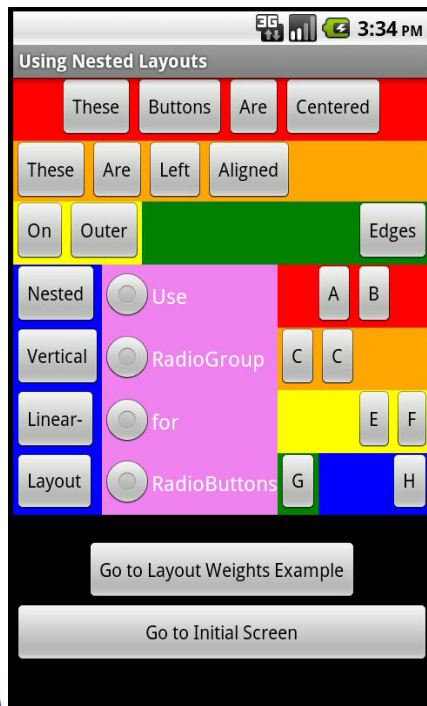 3G 3:34 PM
Using Nested Layouts
These Buttons Are Centered
These Are Left Aligned
On Outer Edges
Nested Use A B
Vertical RadioGroup C C
Linear- for E F
Layout RadioButtons G H
Go to Layout Weights Example
Go to Initial Screen